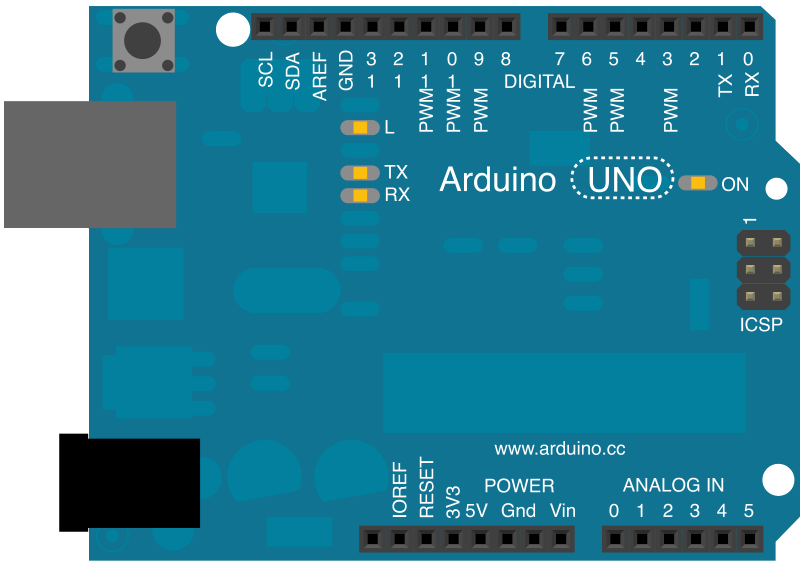 SCL SDA AREF GND 13 12 11 10 9 8 7 6 5 4 3 2 1 0
PWM PWM PWM DIGITAL PWM PWM PWM TX RX
L
TX
RX
Arduino UNO ON
1
ICSP
www.arduino.cc
IOREF RESET 3V3 POWER ANALOG IN
5V Gnd Vin 0 1 2 3 4 5